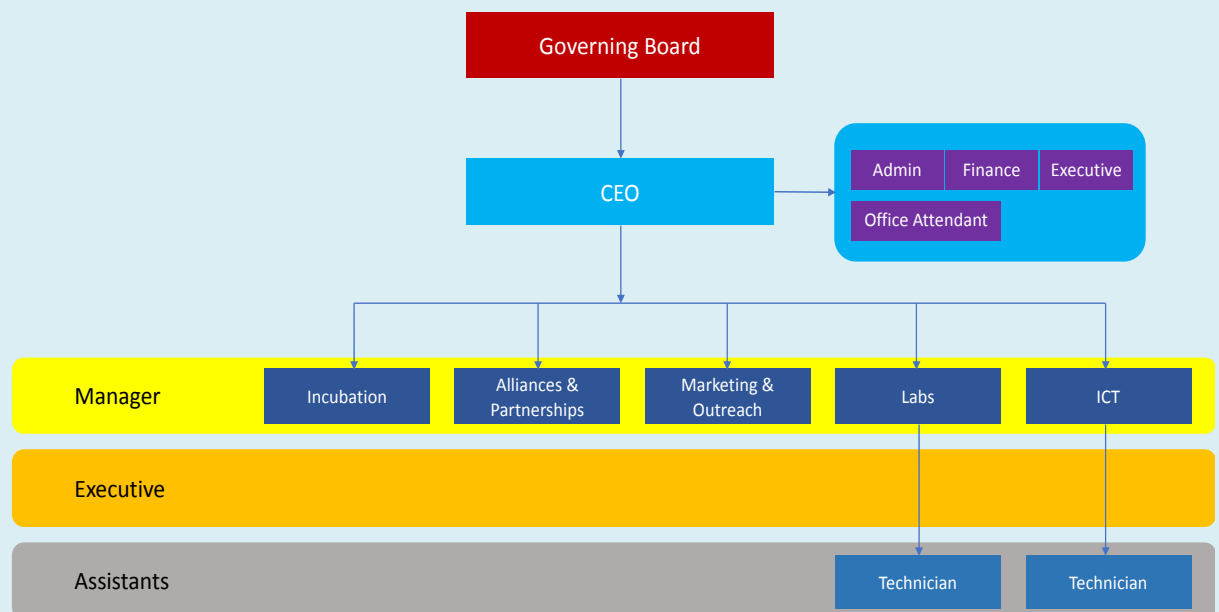 Governing Board
CEO
Admin
Finance
Executive
Office Attendant
Manager
Incubation
Alliances &
Partnerships
Marketing &
Outreach
Labs
ICT
Executive
Assistants
Technician
Technician